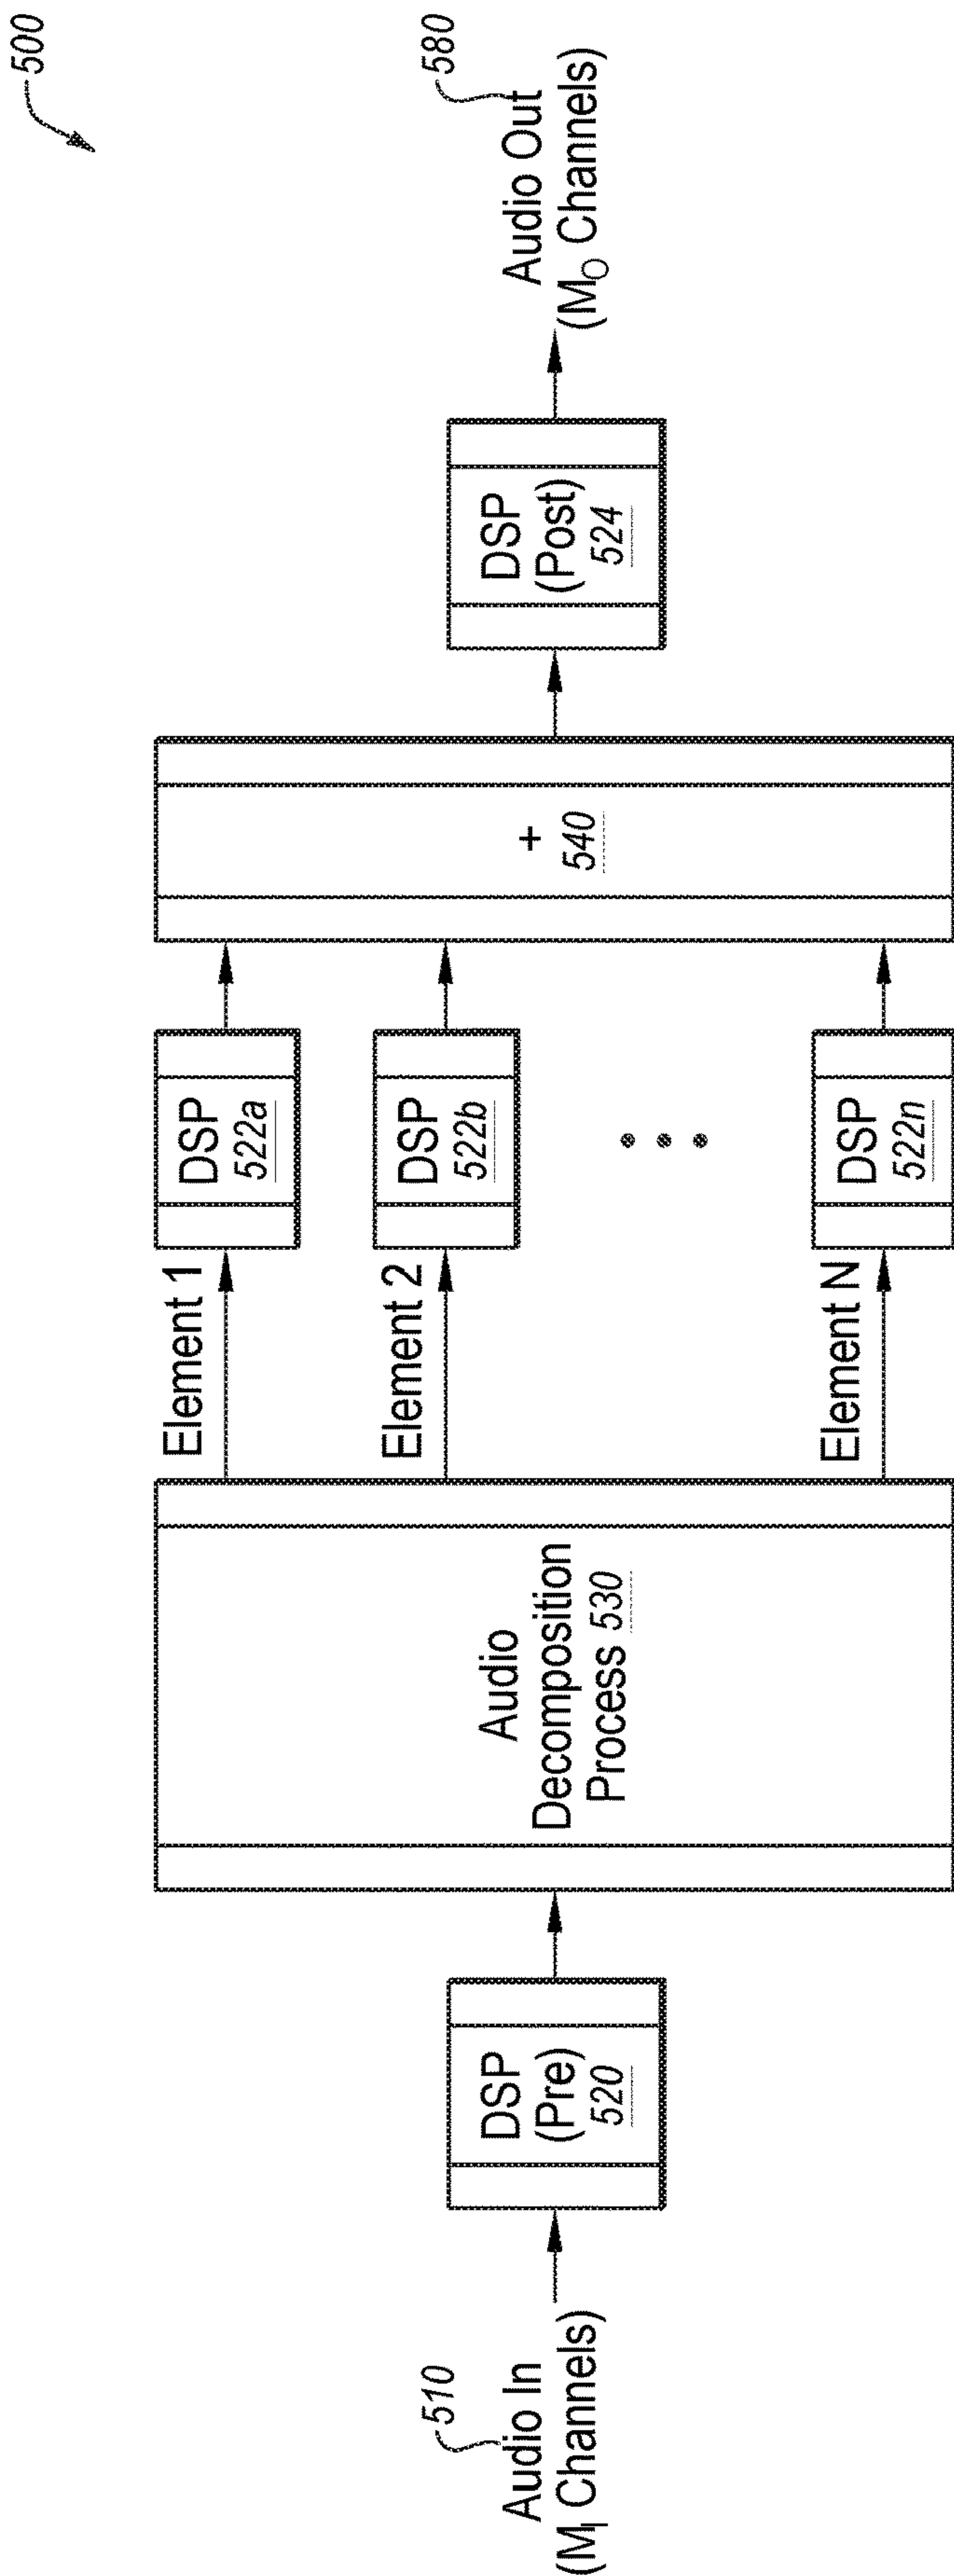 500
510
Audio In
(M_I Channels)
DSP
(Pre)
520
Audio
Decomposition
Process 530
Element 1
DSP
522a
Element 2
DSP
522b
Element N
DSP
522n
+
540
DSP
(Post)
524
580
Audio Out
(M_O Channels)